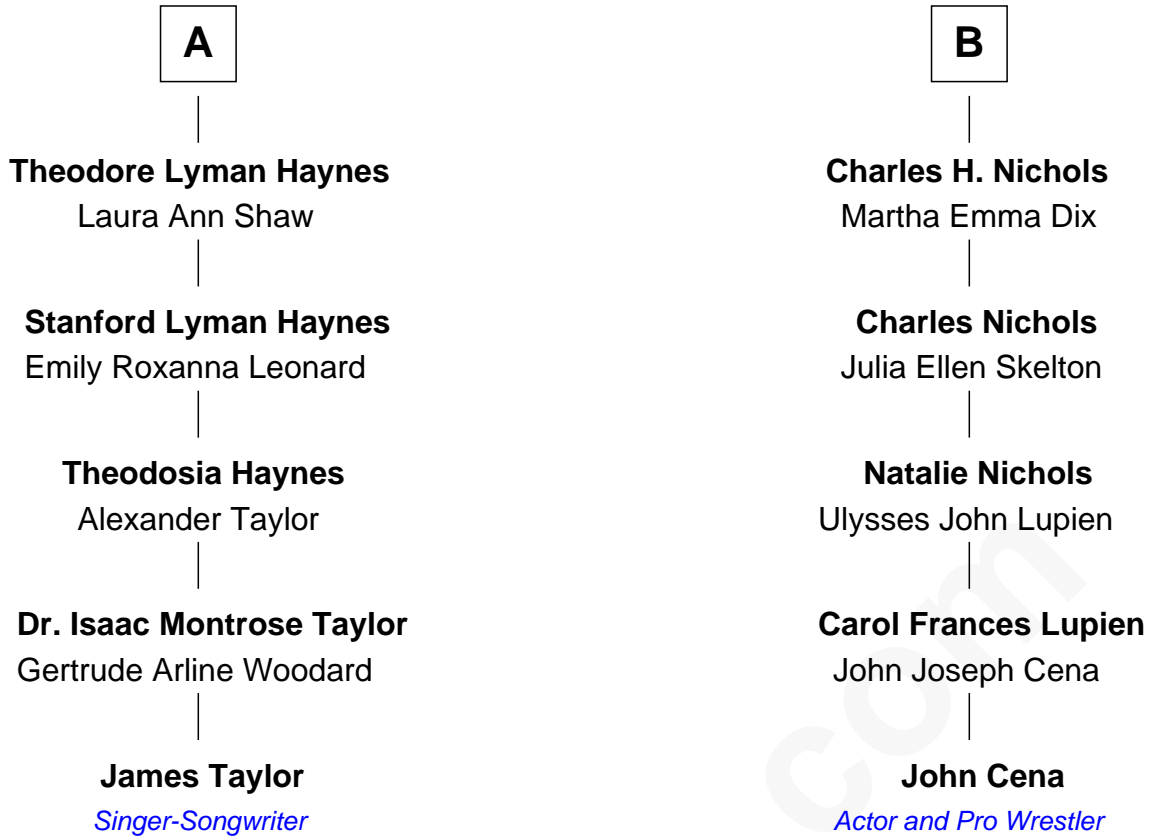 A
Theodore Lyman Haynes
Laura Ann Shaw
Stanford Lyman Haynes
Emily Roxanna Leonard
Theodosia Haynes
Alexander Taylor
Dr. Isaac Montrose Taylor
Gertrude Arline Woodard
James Taylor
Singer-Songwriter
B
Charles H. Nichols
Martha Emma Dix
Charles Nichols
Julia Ellen Skelton
Natalie Nichols
Ulysses John Lupien
Carol Frances Lupien
John Joseph Cena
John Cena
Actor and Pro Wrestler
com